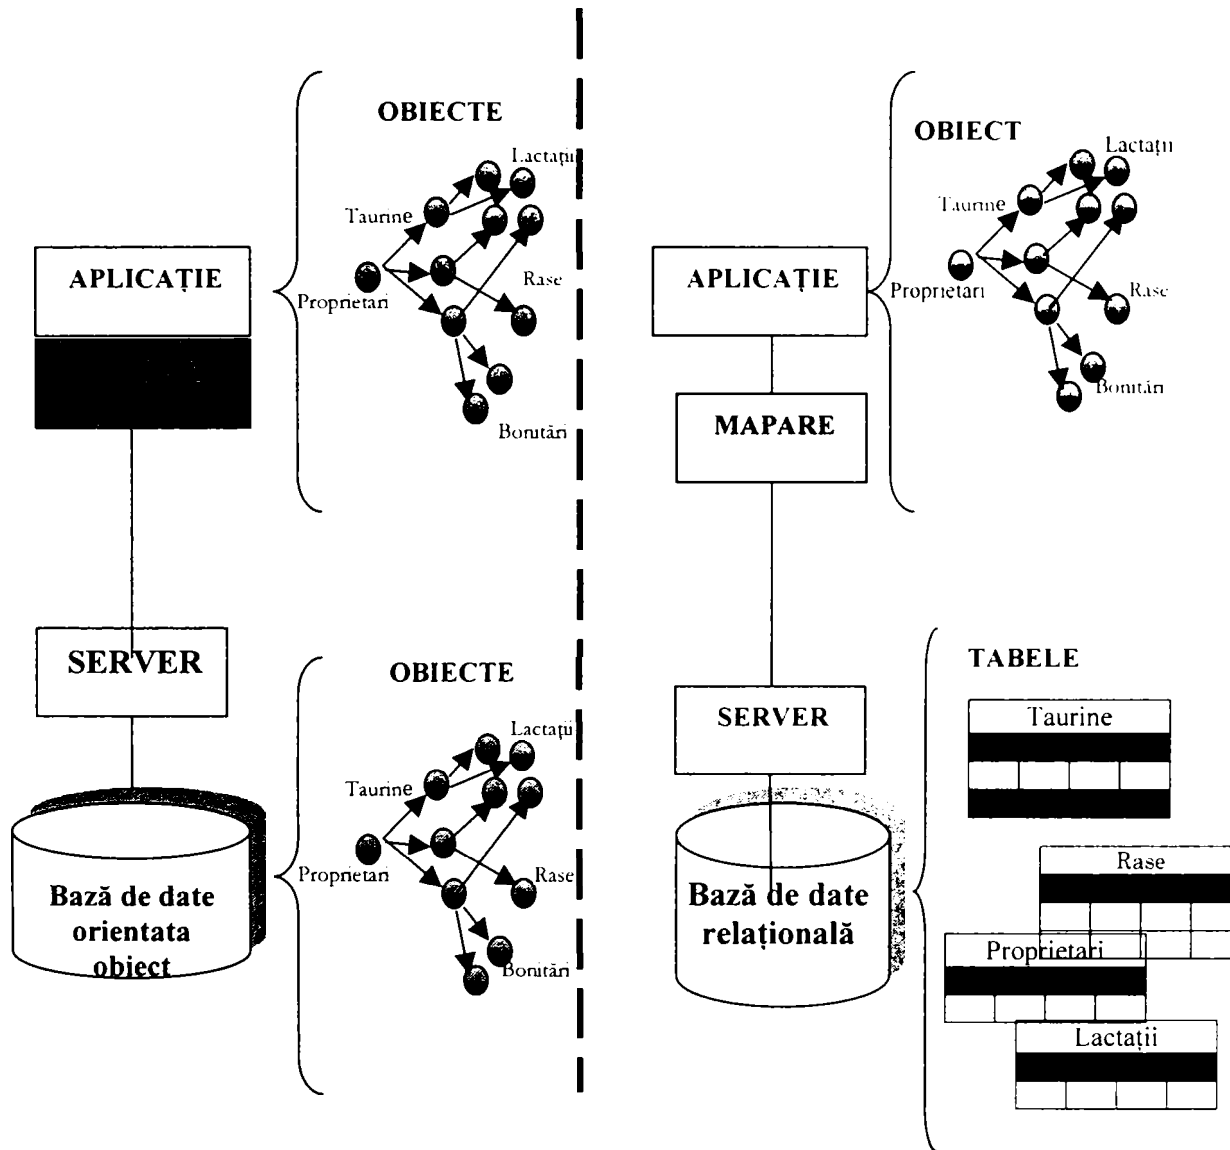 OBIECTE
Lactații
Taurine
APLICAȚIE
Rase
Proprietari
Bonitări
SERVER
OBIECTE
Lactații
Taurine
Proprietari
Rase
Bază de date
orientata
obiect
Bonitări
OBIECT
Lactații
Taurine
APLICAȚIE
Proprietari
Rase
Bonitări
MAPARE
TABELE
SERVER
Taurine
Bază de date
relațională
Rase
Proprietari
Lactații